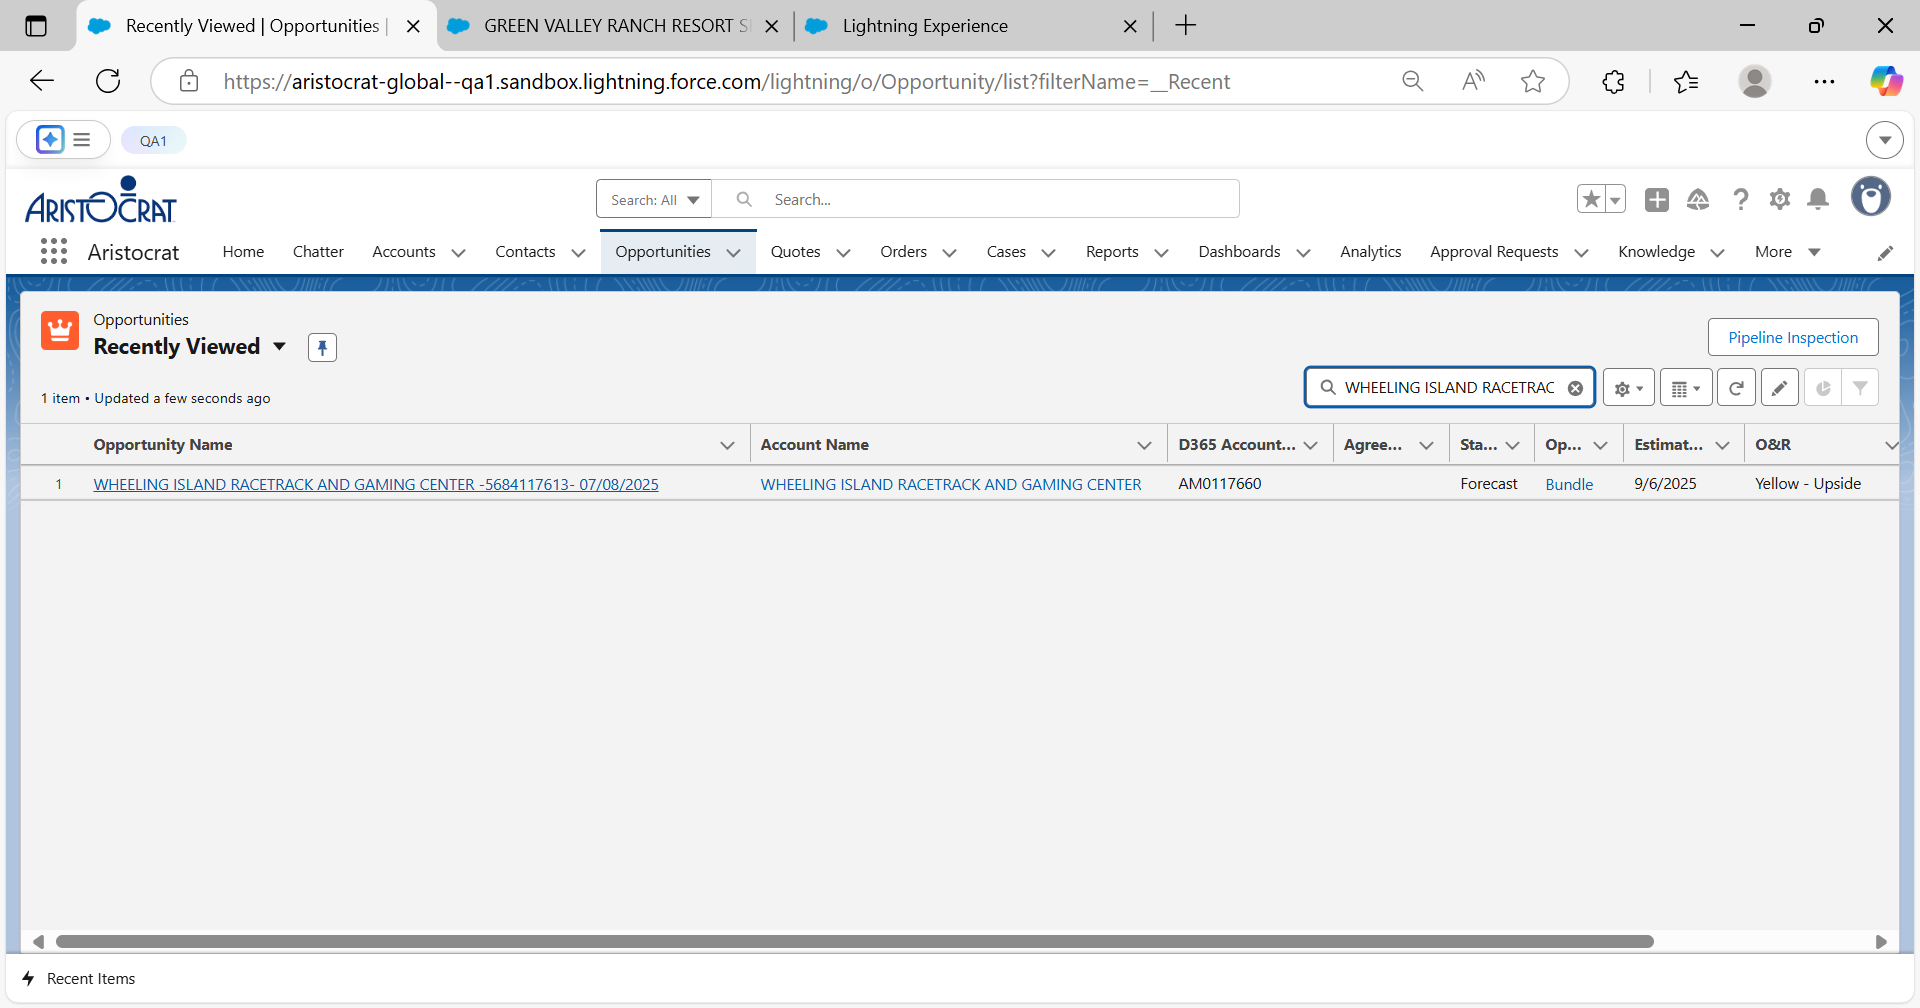 Recently Viewed | Opportunities |
GREEN VALLEY RANCH RESORT S
Lightning Experience
https://aristocrat-global--qa1.sandbox.lightning.force.com/lightning/o/Opportunity/list?filterName=__Recent
QA1
ARISTOCRAT
Search: All
Search...
Aristocrat
Home
Chatter
Accounts
Contacts
Opportunities
Quotes
Orders
Cases
Reports
Dashboards
Analytics
Approval Requests
Knowledge
More
Opportunities
Recently Viewed
Pipeline Inspection
1 item • Updated a few seconds ago
WHEELING ISLAND RACETRAC
Opportunity Name
Account Name
D365 Account...
Agree...
Sta...
Op...
Estimat...
O&R
1
WHEELING ISLAND RACETRACK AND GAMING CENTER -5684117613- 07/08/2025
WHEELING ISLAND RACETRACK AND GAMING CENTER
AM0117660
Forecast
Bundle
9/6/2025
Yellow - Upside
Recent Items